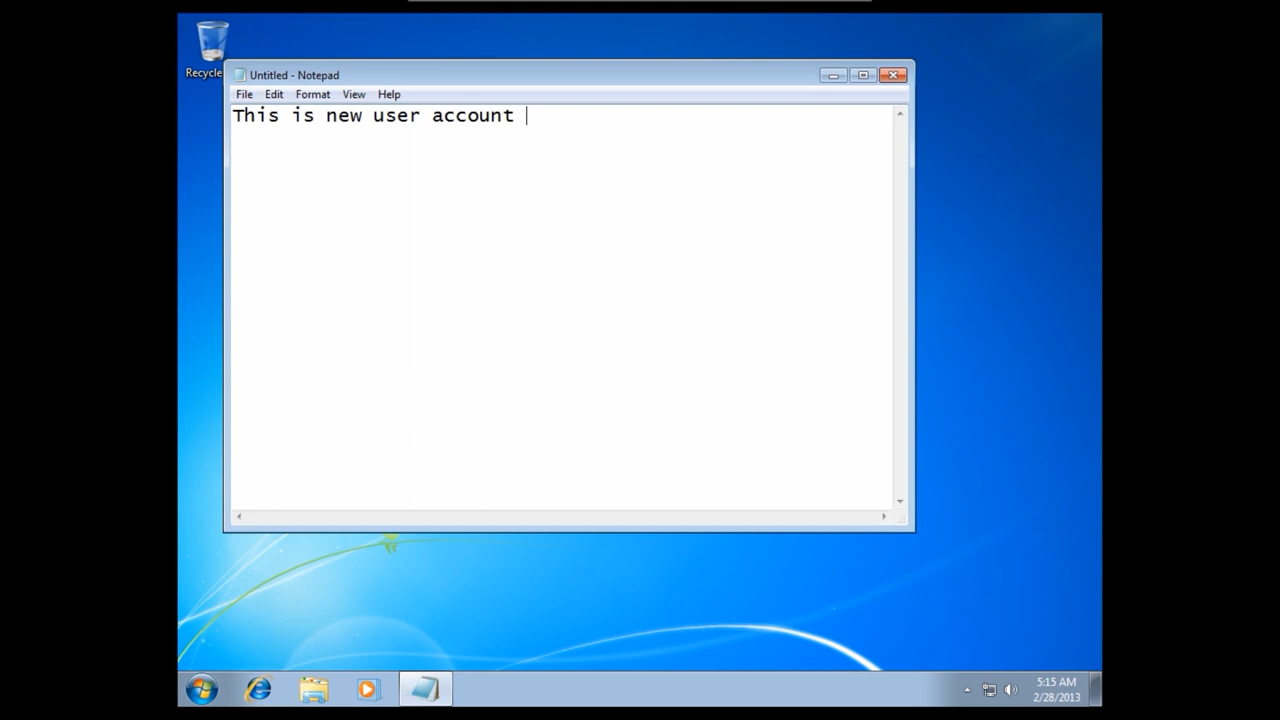 Recycle
Untitled - Notepad
File Edit Format View Help
This is new user account
5:15 AM
2/28/2013